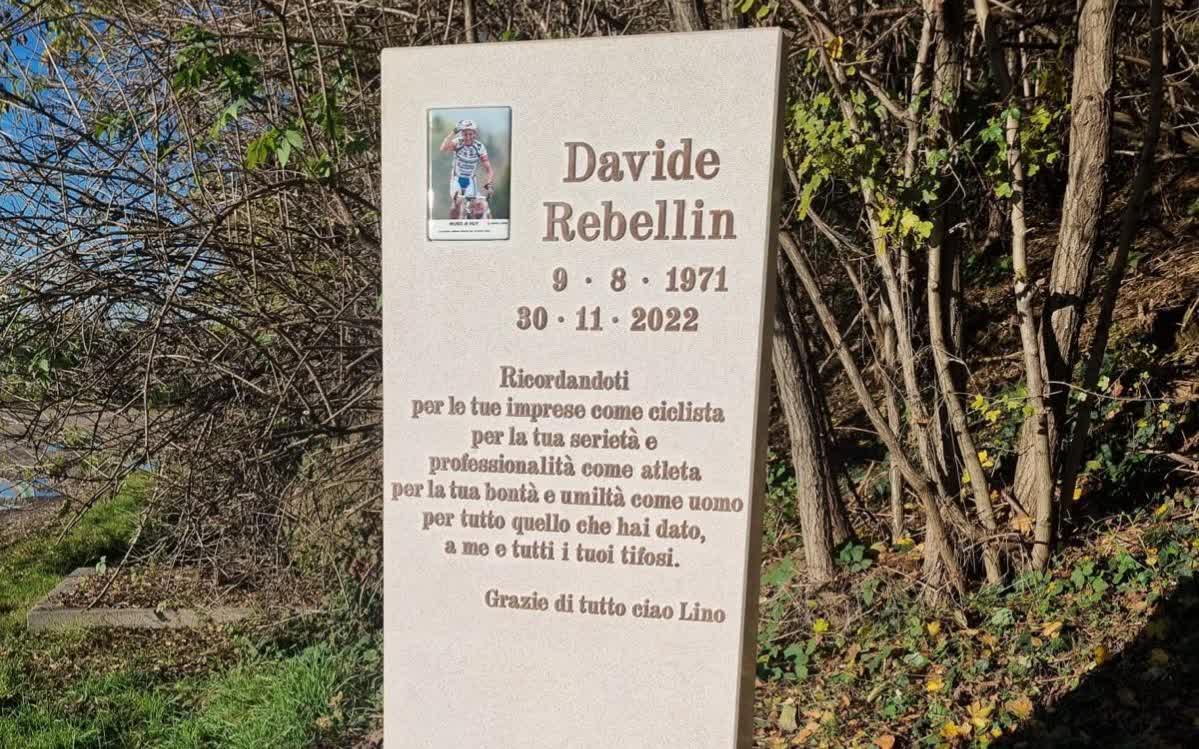 Davide
Rebellin
9 · 8 · 1971
30 · 11 · 2022
Ricordandoti
per le tue imprese come ciclista
per la tua serietà e
professionalità come atleta
per la tua bontà e umiltà come uomo
per tutto quello che hai dato,
a me e tutti i tuoi tifosi.
Grazie di tutto ciao Lino